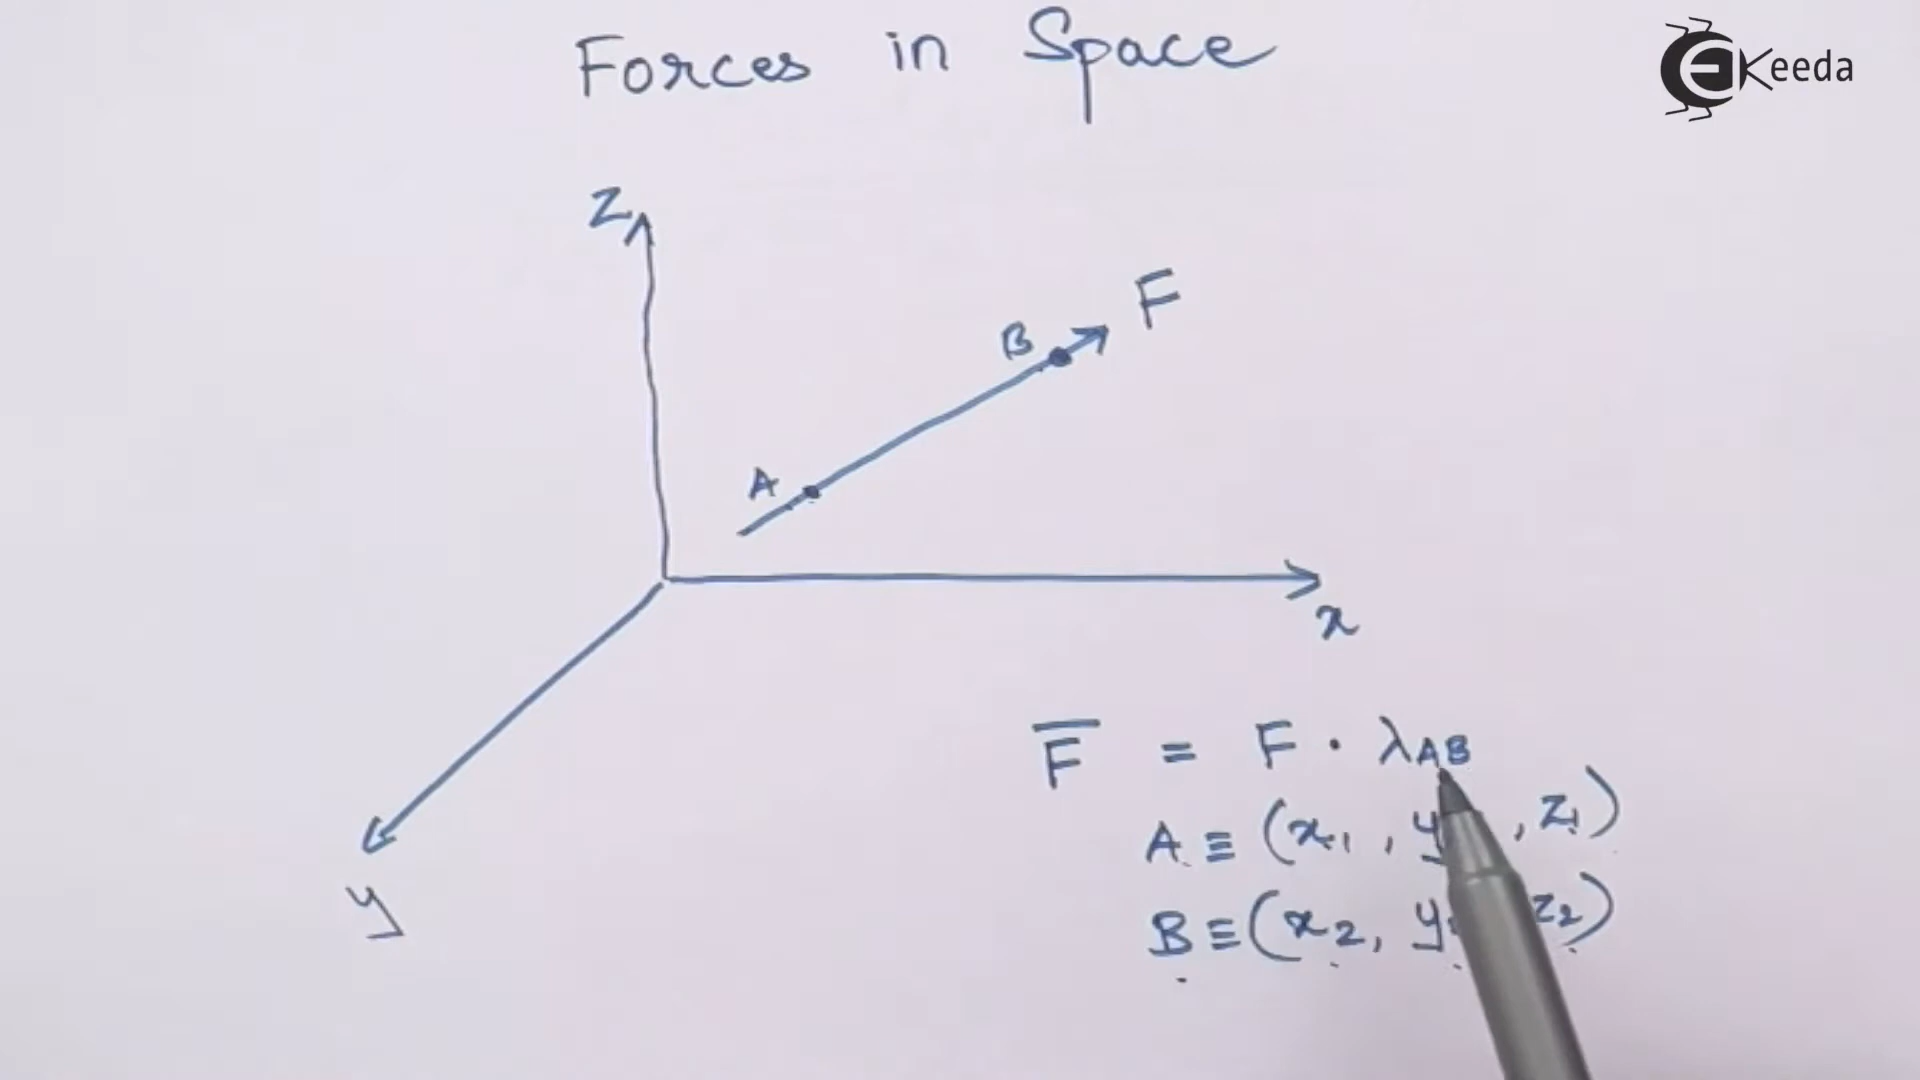 Forces in Space
EKeeda
Z
F
B
A
x
y
F̅ = F · λAB
A ≡ (x1, y , z1)
B ≡ (x2, y , z2)